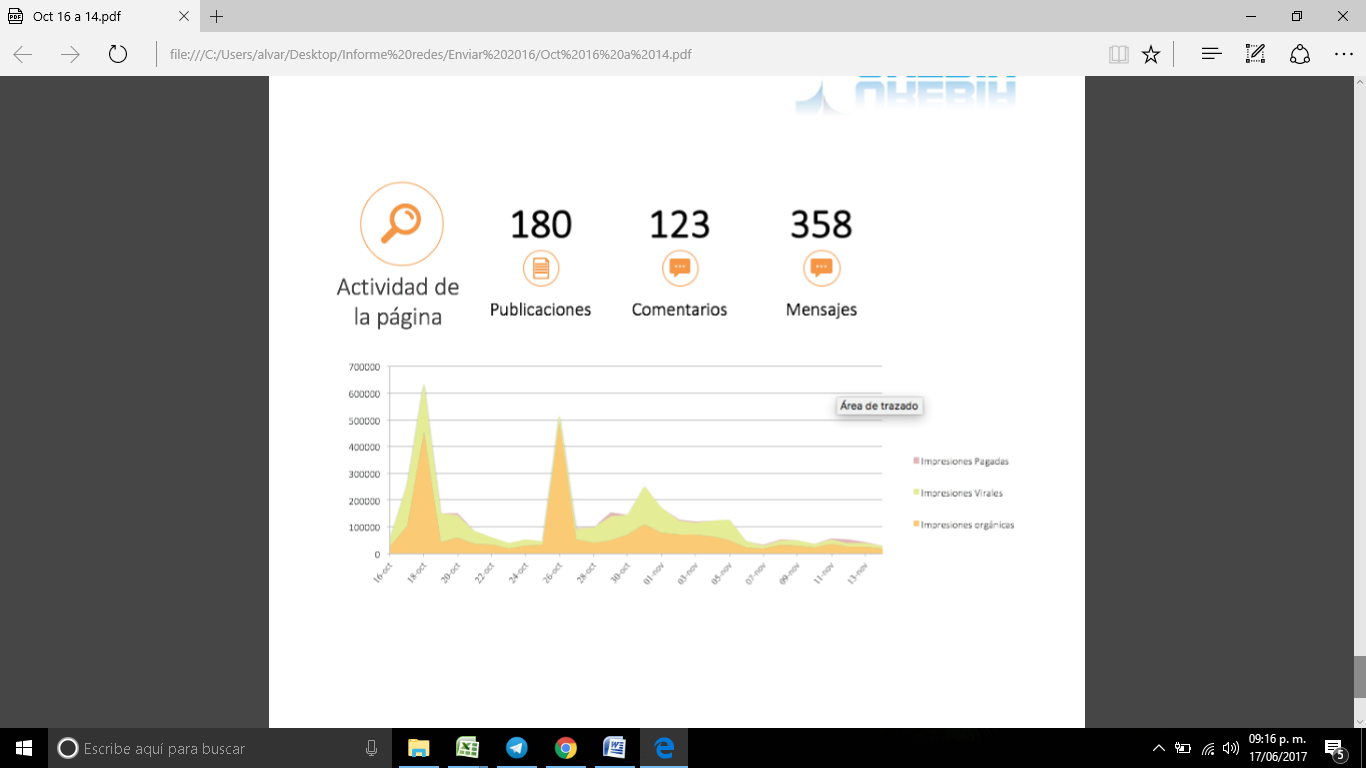 Oct 16 a 14.pdf
file:///C:/Users/alvar/Desktop/Informe%20redes/Enviar%202016/Oct%2016%20a%2014.pdf
180 123 358
Actividad de
la página
Publicaciones Comentarios Mensajes
700000
600000
500000
400000
300000
200000
100000
0
Área de trazado
Impresiones Pagadas
Impresiones Virales
Impresiones orgánicas
16-oct 18-oct 20-oct 22-oct 24-oct 26-oct 28-oct 30-oct 01-nov 03-nov 05-nov 07-nov 09-nov 11-nov 13-nov
Escribe aquí para buscar
09:16 p. m.
17/06/2017
5